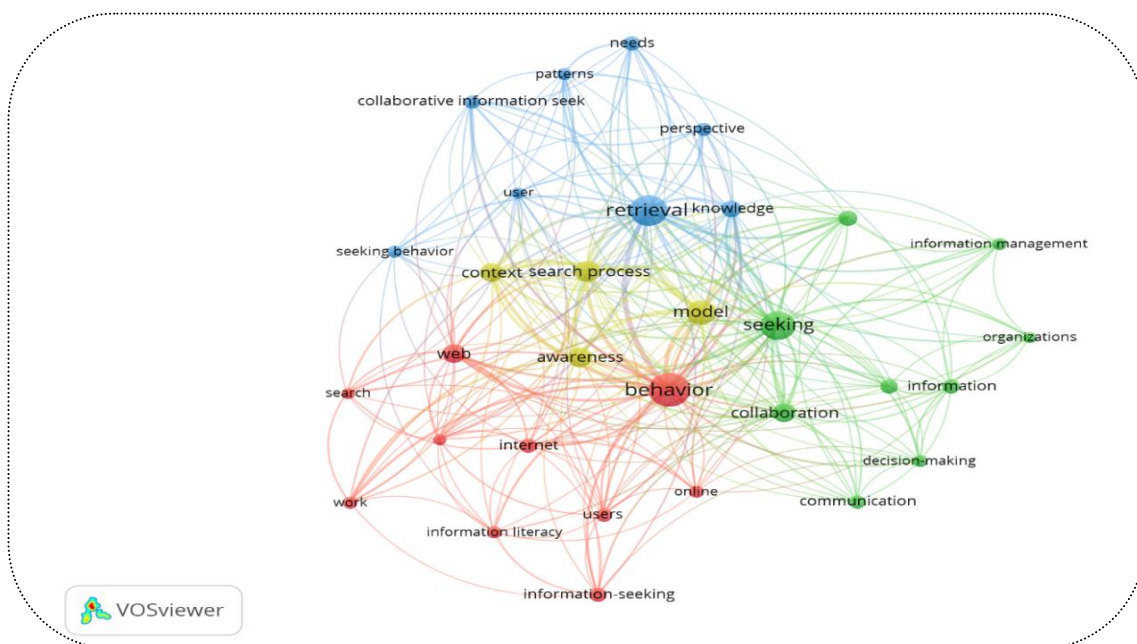 needs
patterns
collaborative information seek
perspective
user
retrieval
knowledge
information management
seeking behavior
context
search process
model
seeking
organizations
web
awareness
behavior
information
search
collaboration
internet
decision-making
online
work
communication
users
information literacy
information-seeking
VOSviewer